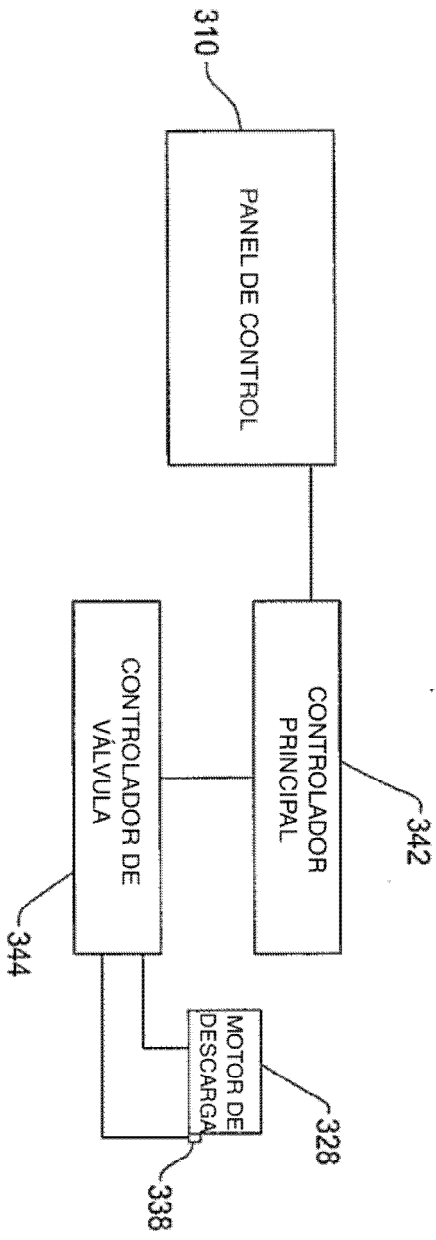 342
328
CONTROLADOR
PRINCIPAL
PANEL DE CONTROL
MOTOR DE
DESCARGA
310
338
CONTROLADOR DE
VÁLVULA
344